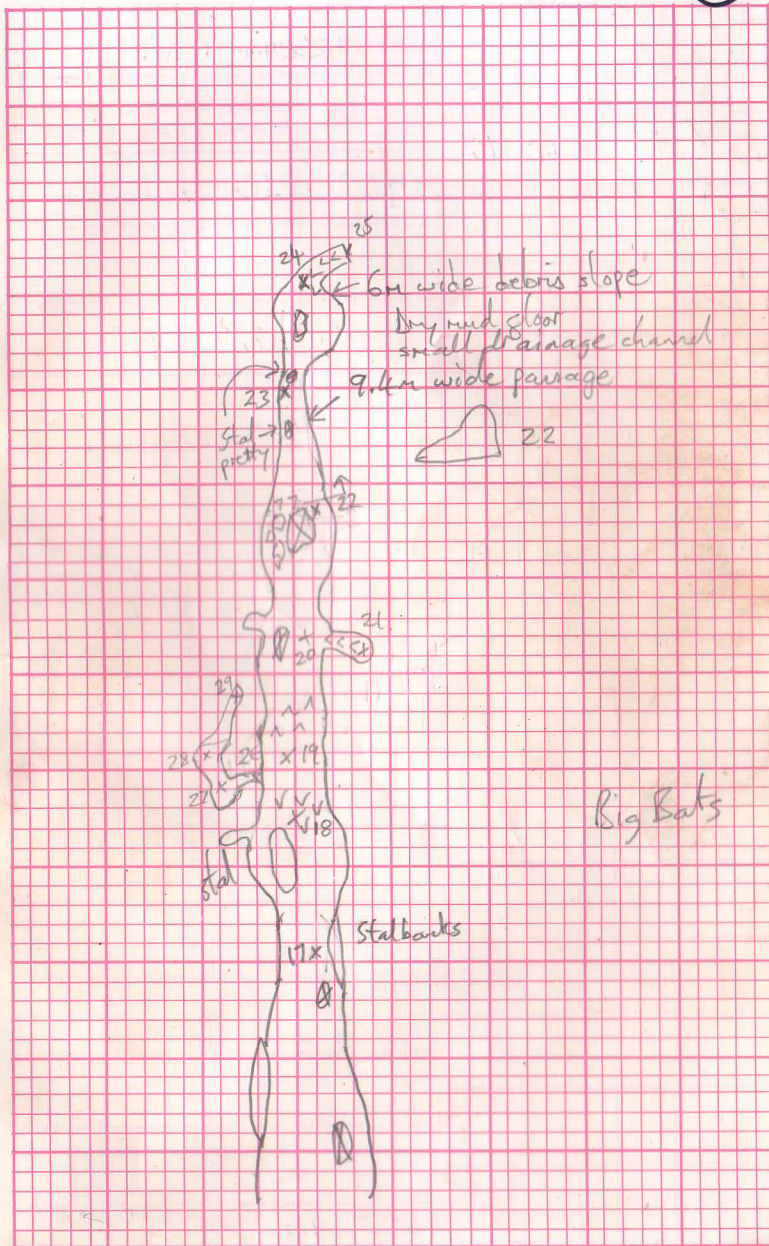 25
24
6m wide debris slope
Dry mud floor
small drainage channel
9.4m wide passage
23
Stal
pretty
22
22
21
20
29
28
26
19
27
18
Big Bats
Stal
Stalbanks
17